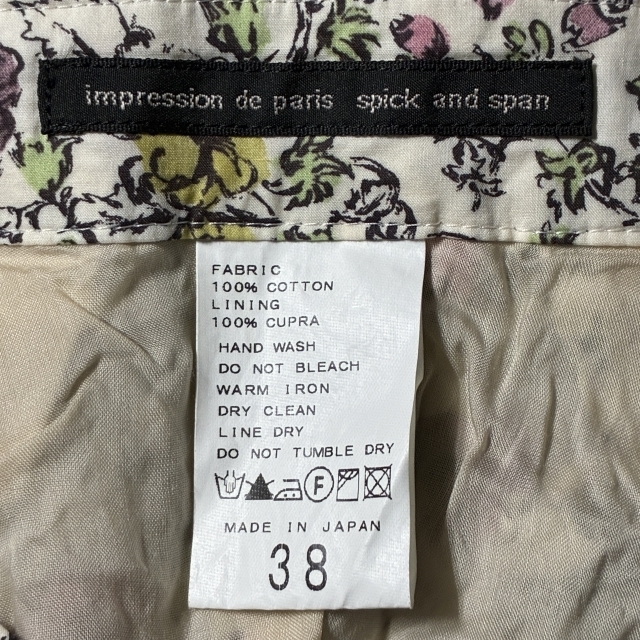 impression de paris spick and span
FABRIC
100% COTTON
LINING
100% CUPRA
HAND WASH
DO NOT BLEACH
WARM IRON
DRY CLEAN
LINE DRY
DO NOT TUMBLE DRY
F
MADE IN JAPAN
38